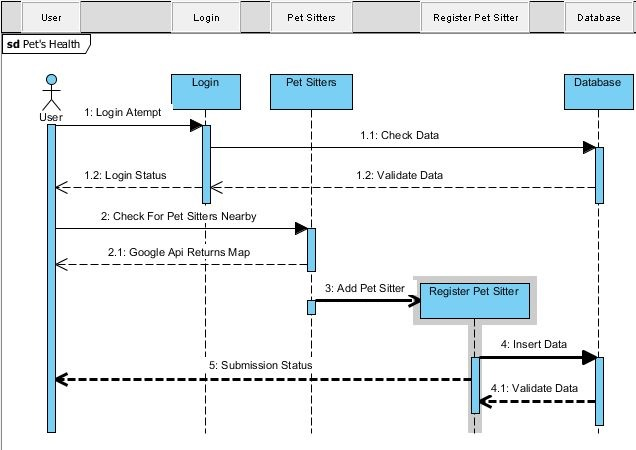 User Login Pet Sitters Register Pet Sitter Database
sd Pet's Health
Login Pet Sitters Database
User
1: Login Atempt
1.1: Check Data
1.2: Login Status
1.2: Validate Data
2: Check For Pet Sitters Nearby
2.1: Google Api Returns Map
3: Add Pet Sitter
Register Pet Sitter
4: Insert Data
5: Submission Status
4.1: Validate Data